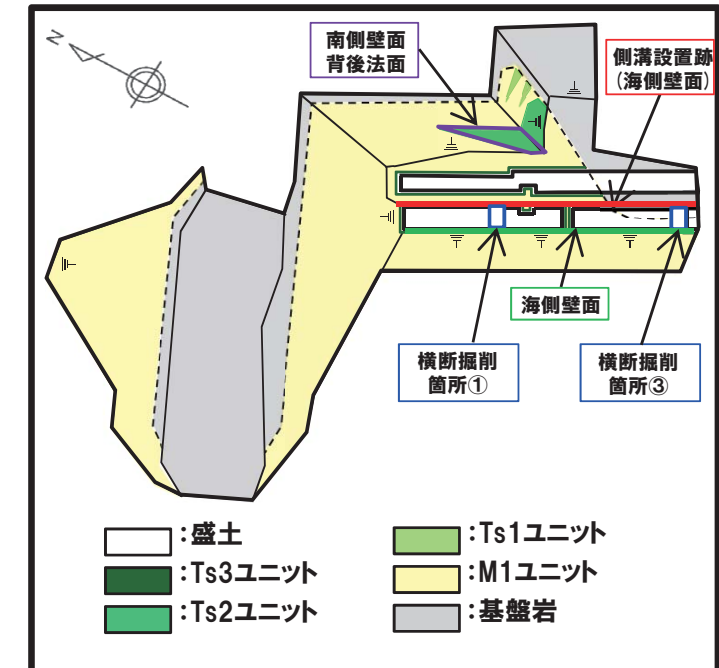 N
南側壁面
背後法面
側溝設置跡
(海側壁面)
海側壁面
横断掘削
箇所①
横断掘削
箇所③
:盛土
:Ts3ユニット
:Ts2ユニット
:Ts1ユニット
:M1ユニット
:基盤岩